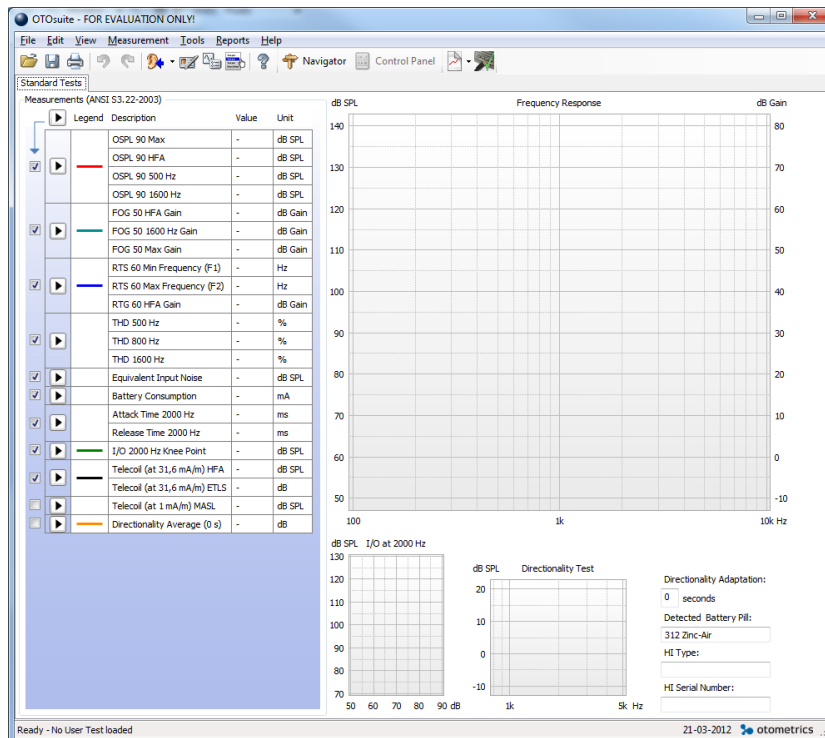 OTOsuite - FOR EVALUATION ONLY!
File Edit View Measurement Tools Reports Help
Navigator Control Panel
Standard Tests
Measurements (ANSI S3.22-2003)
Legend Description Value Unit
OSPL 90 Max - dB SPL
OSPL 90 HFA - dB SPL
OSPL 90 500 Hz - dB SPL
OSPL 90 1600 Hz - dB SPL
FOG 50 HFA Gain - dB Gain
FOG 50 1600 Hz Gain - dB Gain
FOG 50 Max Gain - dB Gain
RTS 60 Min Frequency (F1) - Hz
RTS 60 Max Frequency (F2) - Hz
RTG 60 HFA Gain - dB Gain
THD 500 Hz - %
THD 800 Hz - %
THD 1600 Hz - %
Equivalent Input Noise - dB SPL
Battery Consumption - mA
Attack Time 2000 Hz - ms
Release Time 2000 Hz - ms
I/O 2000 Hz Knee Point - dB SPL
Telecoil (at 31,6 mA/m) HFA - dB SPL
Telecoil (at 31,6 mA/m) ETLS - dB
Telecoil (at 1 mA/m) MASL - dB SPL
Directionality Average (0 s) - dB
dB SPL Frequency Response dB Gain
140 80
130 70
120 60
110 50
100 40
90 30
80 20
70 10
60 0
50 -10
100 1k 10k Hz
dB SPL I/O at 2000 Hz
130
120
110
100
90
80
70
50 60 70 80 90 dB
dB SPL Directionality Test
20
10
0
-10
1k 5k Hz
Directionality Adaptation:
0 seconds
Detected Battery Pill:
312 Zinc-Air
HI Type:
HI Serial Number:
Ready - No User Test loaded 21-03-2012 otometrics